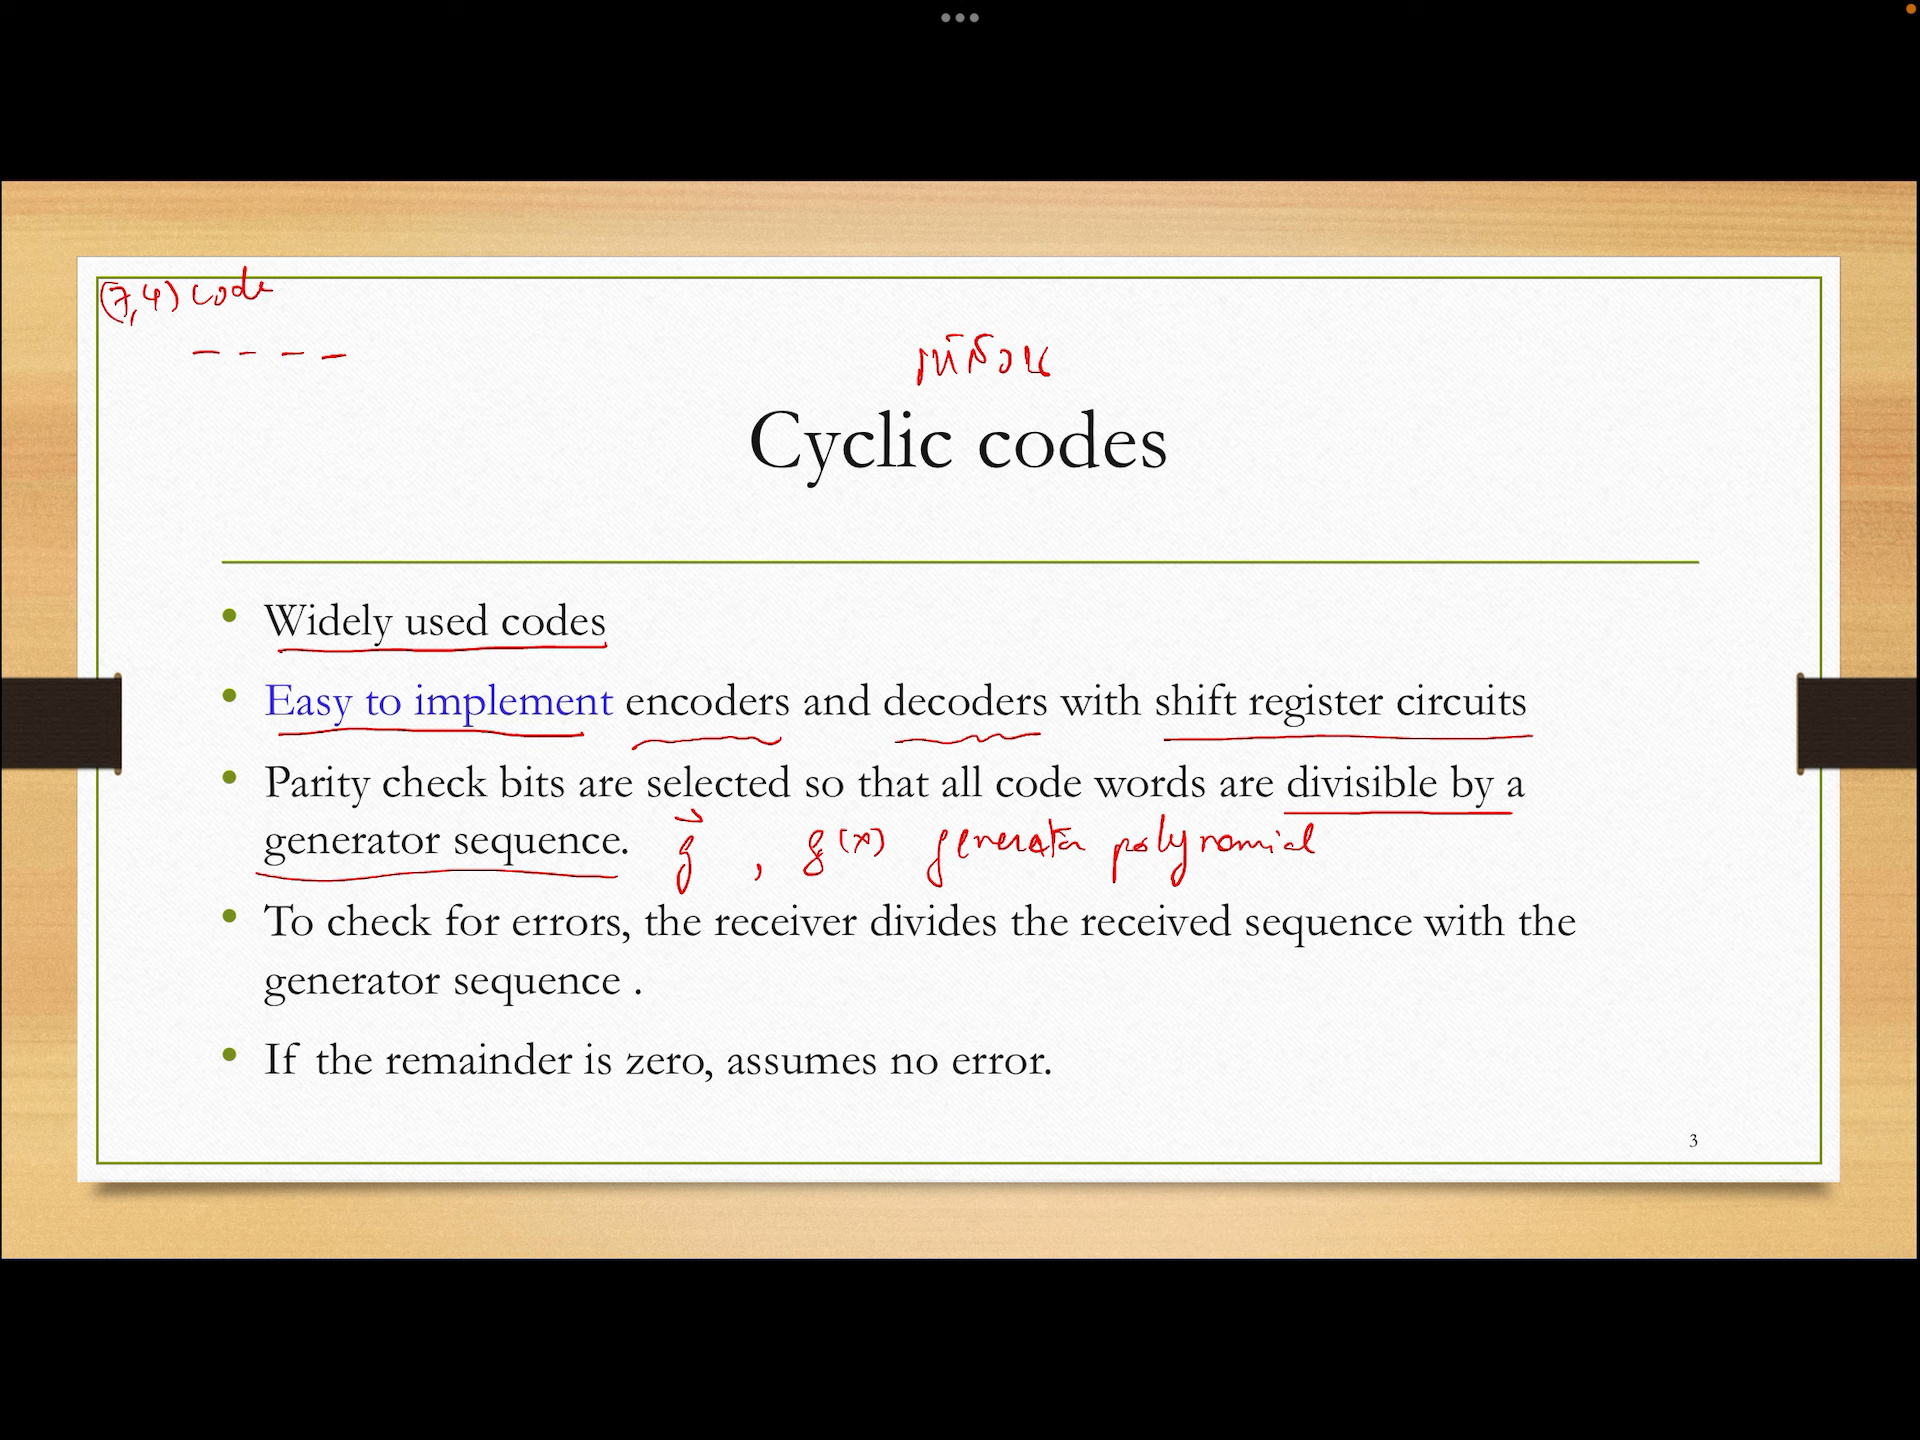 (7,4) code
Cyclic codes
• Widely used codes
• Easy to implement encoders and decoders with shift register circuits
• Parity check bits are selected so that all code words are divisible by a
generator sequence. g⃗ , g(x) generator polynomial
• To check for errors, the receiver divides the received sequence with the
generator sequence .
• If the remainder is zero, assumes no error.
3